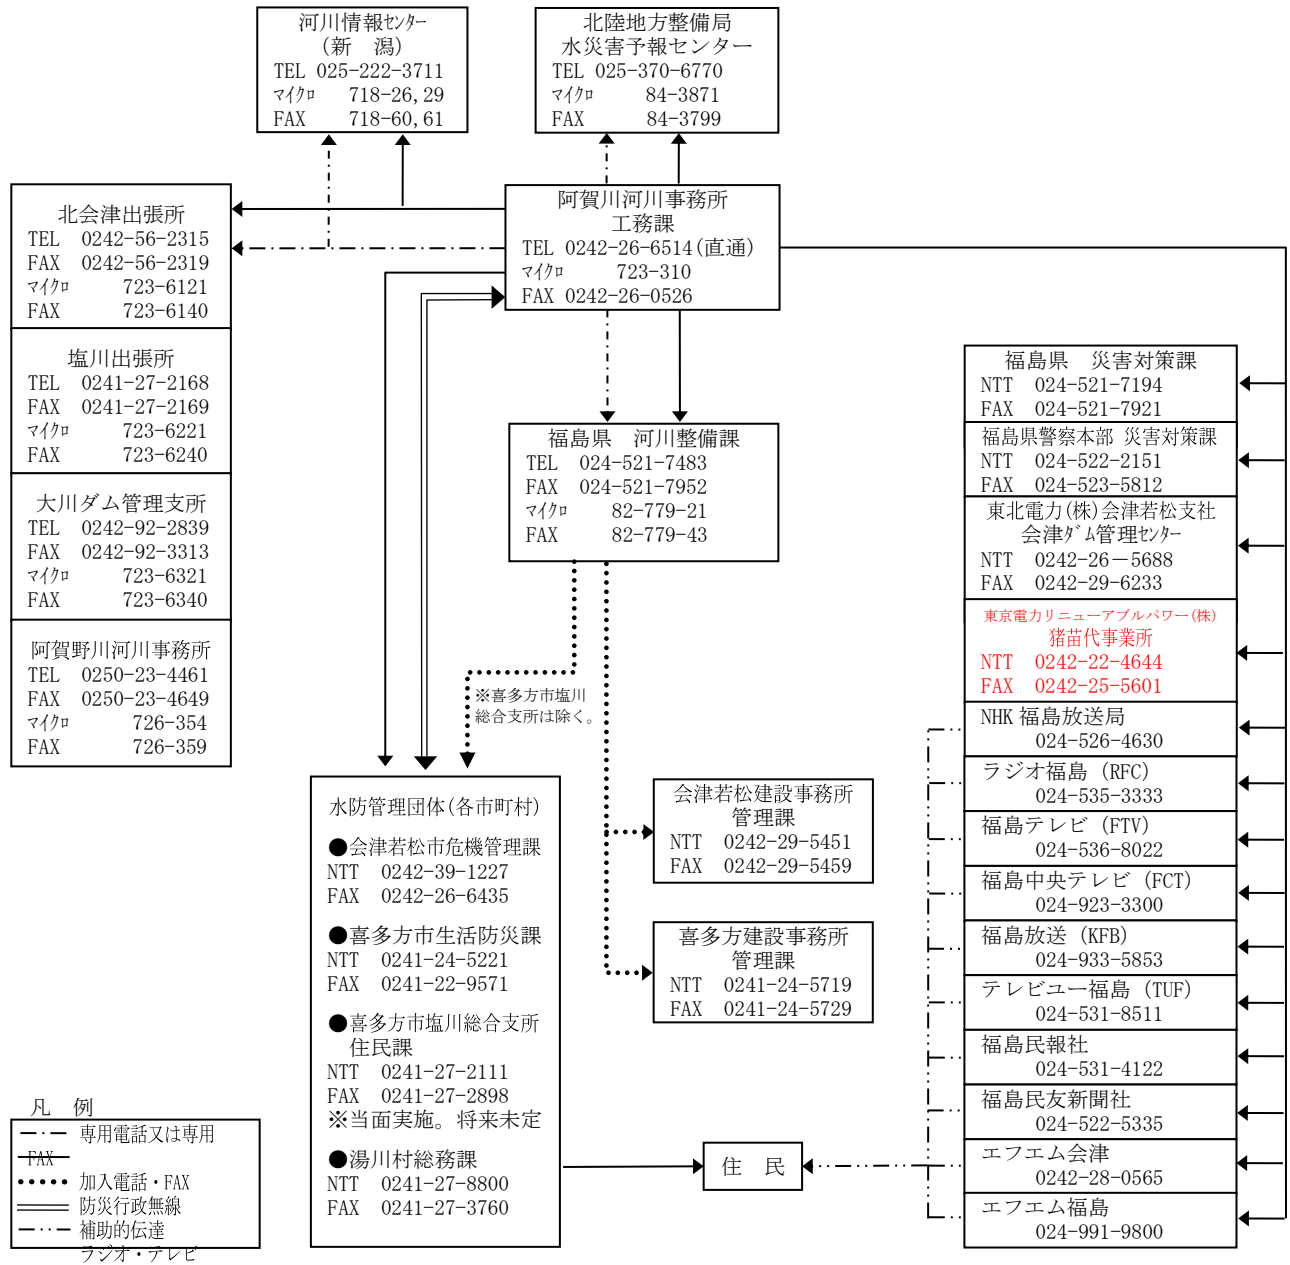 河川情報ｾﾝﾀｰ
(新　潟)
TEL 025-222-3711
ﾏｲｸﾛ 718-26,29
FAX 718-60,61
北陸地方整備局
水災害予報センター
TEL 025-370-6770
ﾏｲｸﾛ 84-3871
FAX 84-3799
阿賀川河川事務所
工務課
TEL 0242-26-6514(直通)
ﾏｲｸﾛ 723-310
FAX 0242-26-0526
北会津出張所
TEL 0242-56-2315
FAX 0242-56-2319
ﾏｲｸﾛ 723-6121
FAX 723-6140
塩川出張所
TEL 0241-27-2168
FAX 0241-27-2169
ﾏｲｸﾛ 723-6221
FAX 723-6240
大川ダム管理支所
TEL 0242-92-2839
FAX 0242-92-3313
ﾏｲｸﾛ 723-6321
FAX 723-6340
阿賀野川河川事務所
TEL 0250-23-4461
FAX 0250-23-4649
ﾏｲｸﾛ 726-354
FAX 726-359
福島県　河川整備課
TEL 024-521-7483
FAX 024-521-7952
ﾏｲｸﾛ 82-779-21
FAX 82-779-43
※喜多方市塩川
総合支所は除く。
水防管理団体(各市町村)
●会津若松市危機管理課
NTT 0242-39-1227
FAX 0242-26-6435
●喜多方市生活防災課
NTT 0241-24-5221
FAX 0241-22-9571
●喜多方市塩川総合支所
住民課
NTT 0241-27-2111
FAX 0241-27-2898
※当面実施。将来未定
●湯川村総務課
NTT 0241-27-8800
FAX 0241-27-3760
会津若松建設事務所
管理課
NTT 0242-29-5451
FAX 0242-29-5459
喜多方建設事務所
管理課
NTT 0241-24-5719
FAX 0241-24-5729
住　民
福島県　災害対策課
NTT 024-521-7194
FAX 024-521-7921
福島県警察本部 災害対策課
NTT 024-522-2151
FAX 024-523-5812
東北電力(株)会津若松支社
会津ﾀﾞﾑ管理ｾﾝﾀｰ
NTT 0242-26－5688
FAX 0242-29-6233
東京電力リニューアブルパワー(株)
猪苗代事業所
NTT 0242-22-4644
FAX 0242-25-5601
NHK 福島放送局
024-526-4630
ラジオ福島（RFC）
024-535-3333
福島テレビ（FTV）
024-536-8022
福島中央テレビ（FCT）
024-923-3300
福島放送（KFB）
024-933-5853
テレビユー福島（TUF）
024-531-8511
福島民報社
024-531-4122
福島民友新聞社
024-522-5335
エフエム会津
0242-28-0565
エフエム福島
024-991-9800
凡　例
専用電話又は専用
FAX
加入電話・FAX
防災行政無線
補助的伝達
ラジオ・テレビ